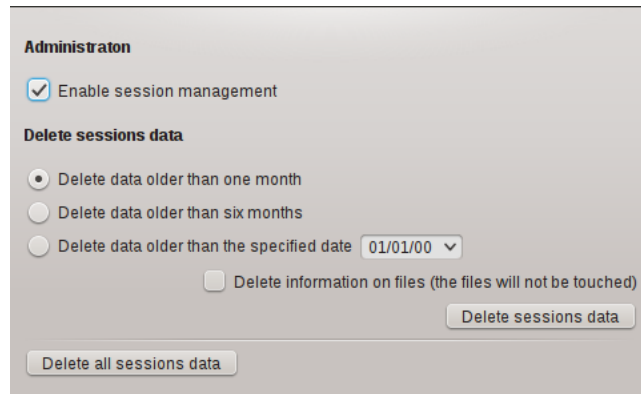 Administraton
Enable session management
Delete sessions data
Delete data older than one month
Delete data older than six months
Delete data older than the specified date 01/01/00
Delete information on files (the files will not be touched)
Delete sessions data
Delete all sessions data